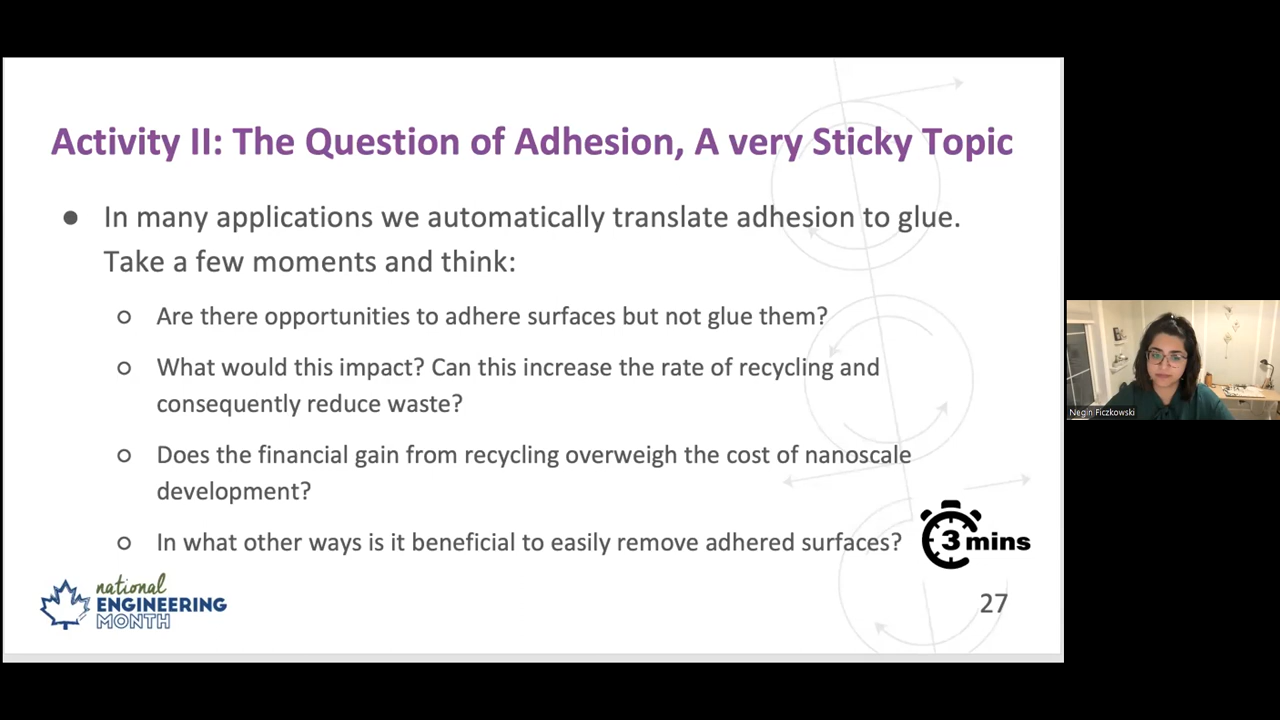 Activity II: The Question of Adhesion, A very Sticky Topic
● In many applications we automatically translate adhesion to glue.
Take a few moments and think:
○ Are there opportunities to adhere surfaces but not glue them?
○ What would this impact? Can this increase the rate of recycling and
consequently reduce waste?
○ Does the financial gain from recycling overweigh the cost of nanoscale
development?
○ In what other ways is it beneficial to easily remove adhered surfaces?
3 mins
national
ENGINEERING
MONTH
27
Negin Ficzkowski